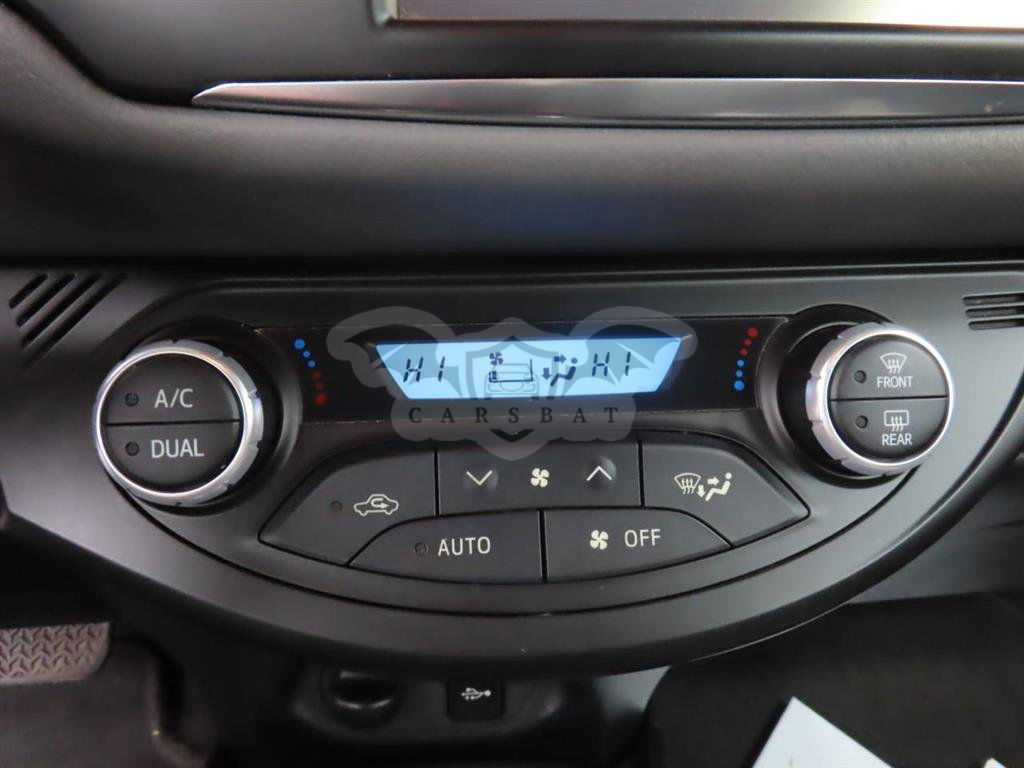 HI HI
CARSBAT
A/C
DUAL
FRONT
REAR
AUTO
OFF